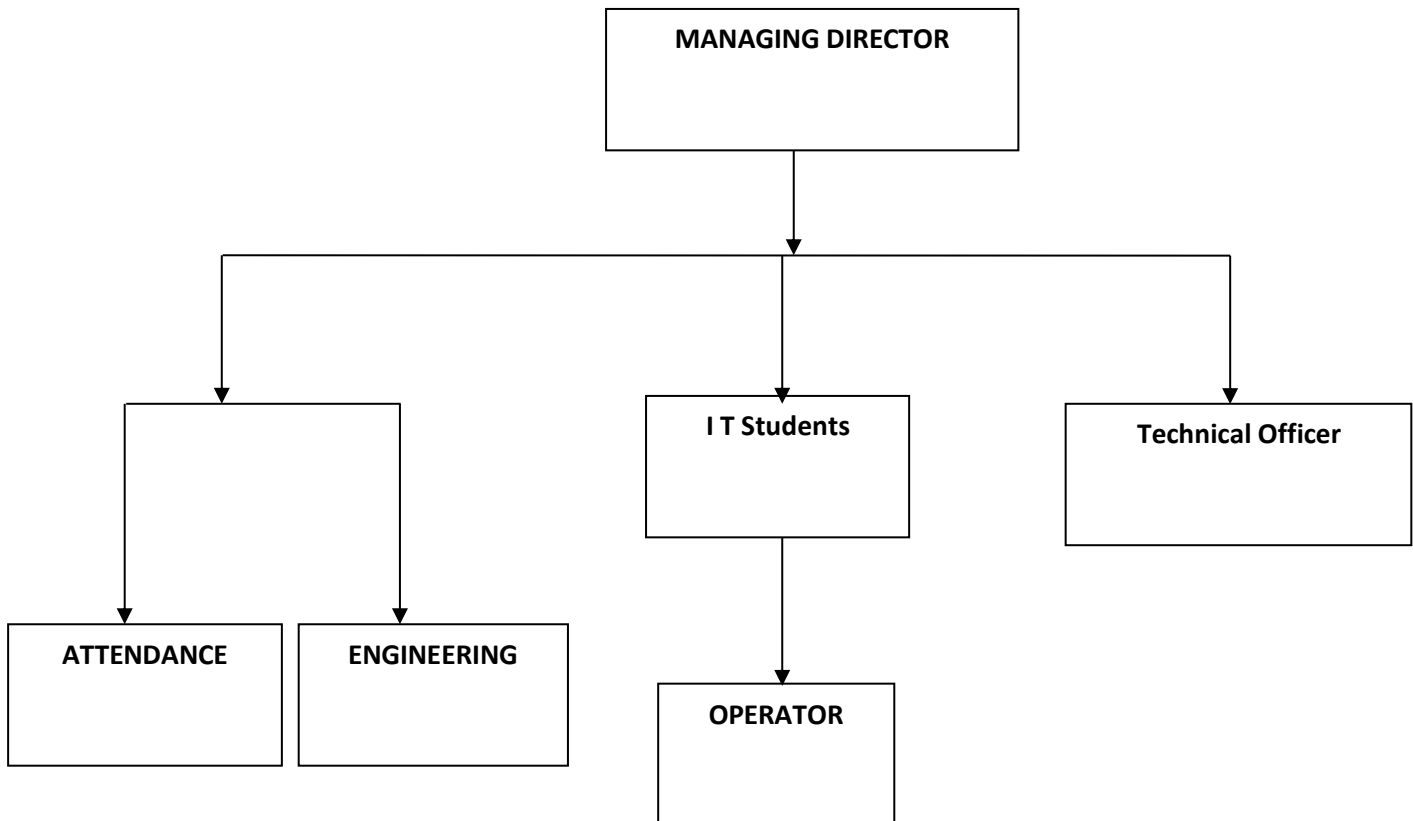 MANAGING DIRECTOR
I T Students
Technical Officer
ATTENDANCE
ENGINEERING
OPERATOR